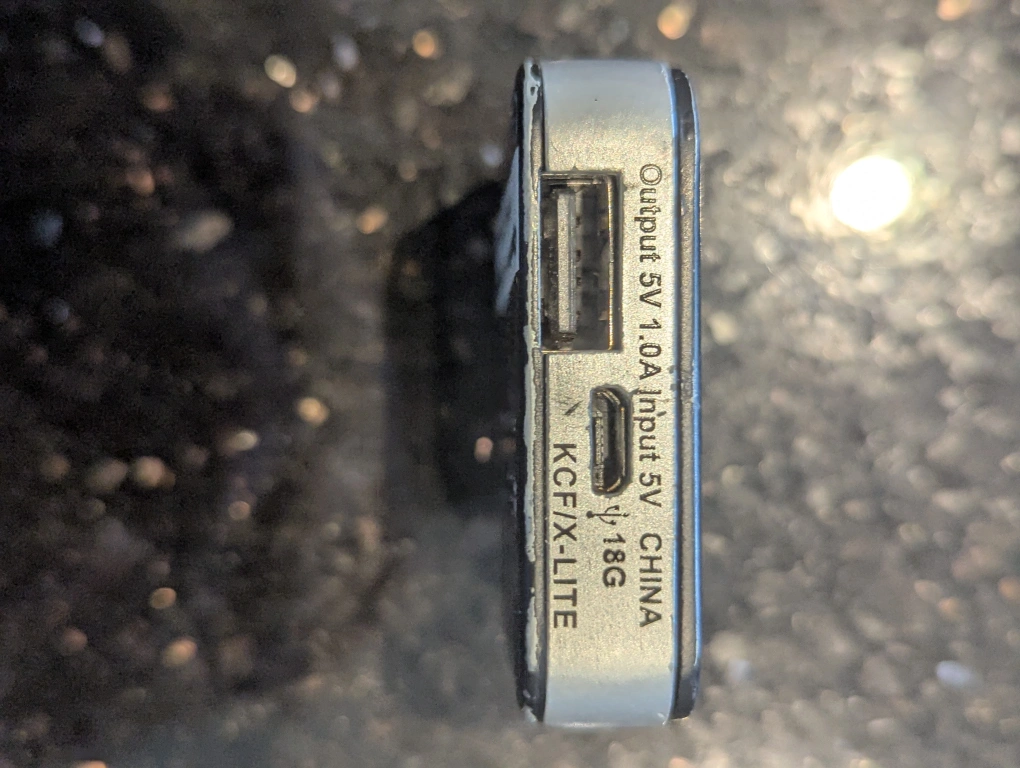 Output 5V 1.0A Input 5V CHINA
18G
KCF/X-LITE